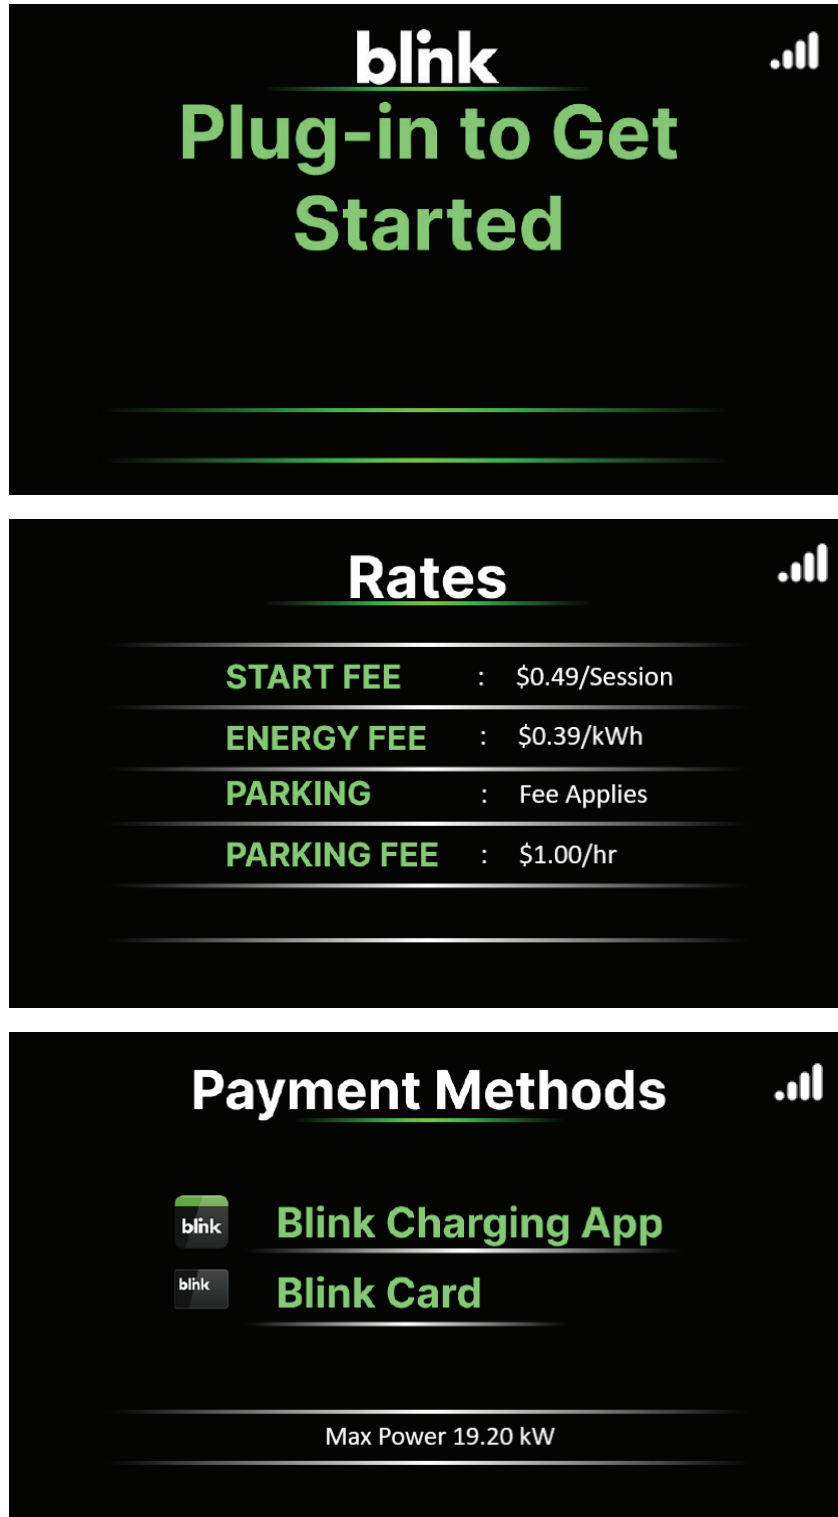 blink
Plug-in to Get
Started
Rates
START FEE : $0.49/Session
ENERGY FEE : $0.39/kWh
PARKING : Fee Applies
PARKING FEE : $1.00/hr
Payment Methods
blink Blink Charging App
blink Blink Card
Max Power 19.20 kW